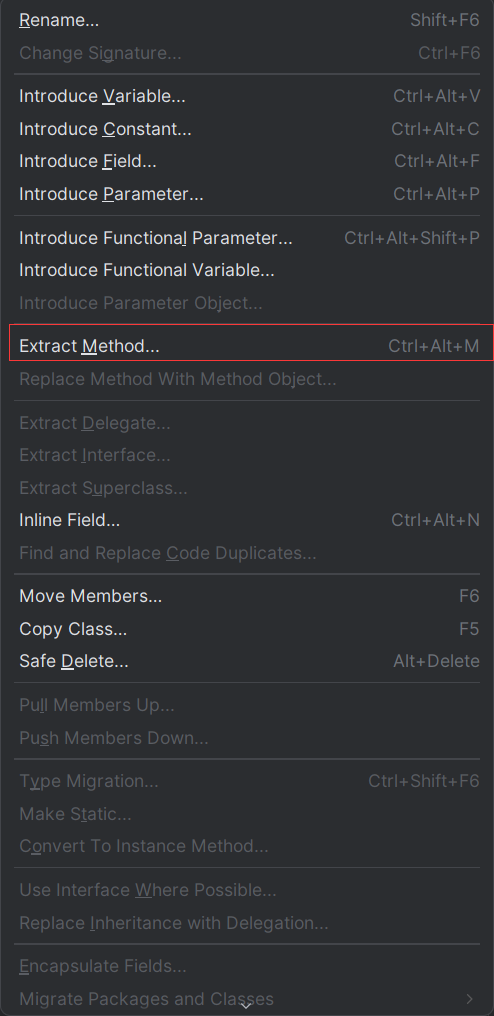 Rename... Shift+F6
Change Signature... Ctrl+F6
Introduce Variable... Ctrl+Alt+V
Introduce Constant... Ctrl+Alt+C
Introduce Field... Ctrl+Alt+F
Introduce Parameter... Ctrl+Alt+P
Introduce Functional Parameter... Ctrl+Alt+Shift+P
Introduce Functional Variable...
Introduce Parameter Object...
Extract Method... Ctrl+Alt+M
Replace Method With Method Object...
Extract Delegate...
Extract Interface...
Extract Superclass...
Inline Field... Ctrl+Alt+N
Find and Replace Code Duplicates...
Move Members... F6
Copy Class... F5
Safe Delete... Alt+Delete
Pull Members Up...
Push Members Down...
Type Migration... Ctrl+Shift+F6
Make Static...
Convert To Instance Method...
Use Interface Where Possible...
Replace Inheritance with Delegation...
Encapsulate Fields...
Migrate Packages and Classes